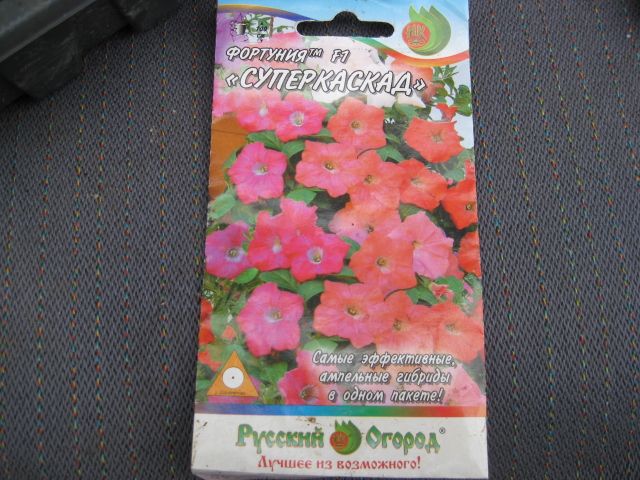 ФОРТУНИЯ™ F1
«СУПЕРКАСКАД»
Самые эффективные,
ампельные гибриды
в одном пакете!
Русский Огород®
Лучшее из возможного!